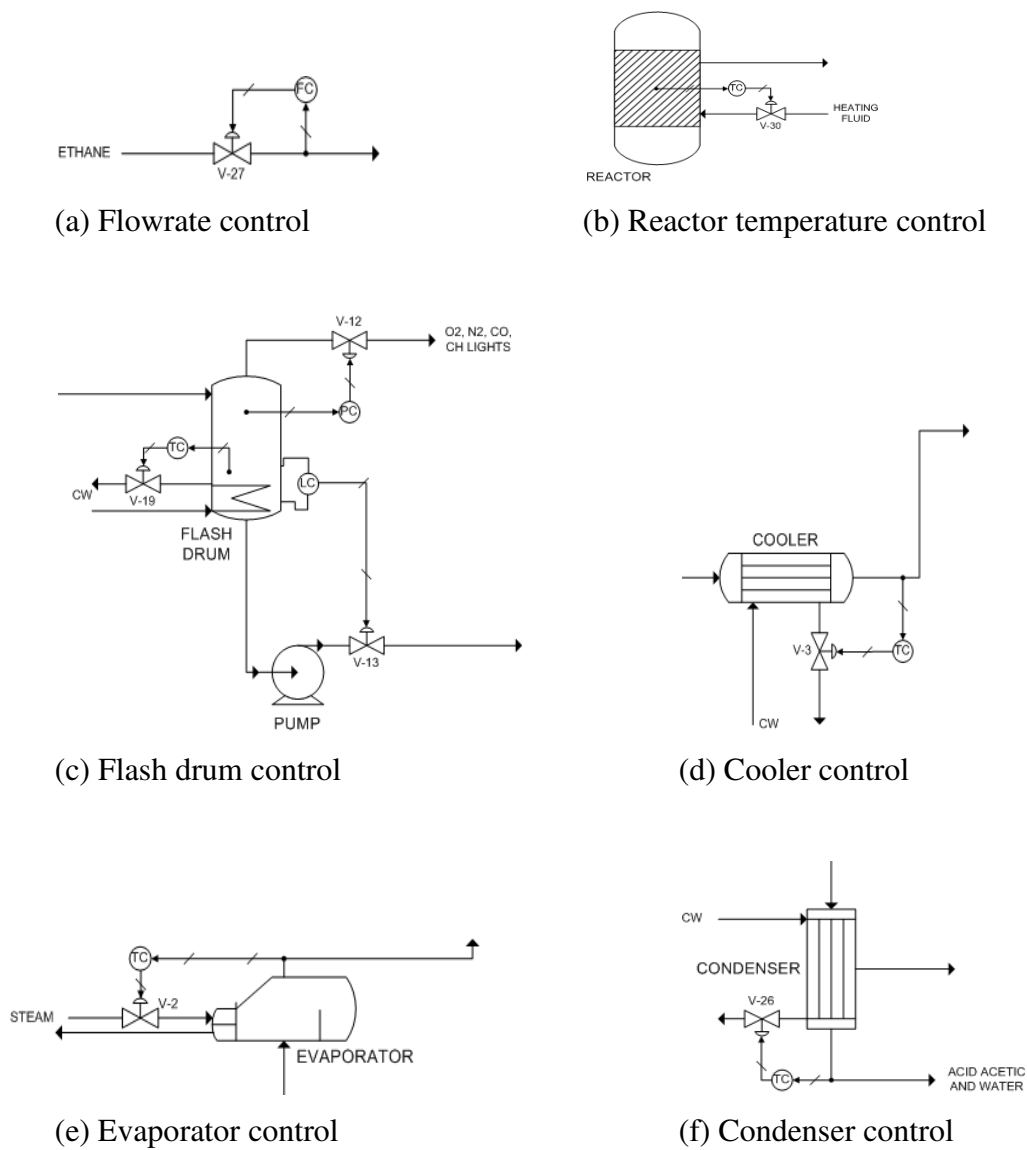 FC
ETHANE
V-27
(a) Flowrate control
TC
HEATING
FLUID
V-30
REACTOR
(b) Reactor temperature control
V-12
O2, N2, CO,
CH LIGHTS
PC
TC
LC
CW
V-19
FLASH
DRUM
V-13
PUMP
(c) Flash drum control
COOLER
V-3
TC
CW
(d) Cooler control
TC
V-2
STEAM
EVAPORATOR
(e) Evaporator control
CW
CONDENSER
V-26
TC
ACID ACETIC
AND WATER
(f) Condenser control